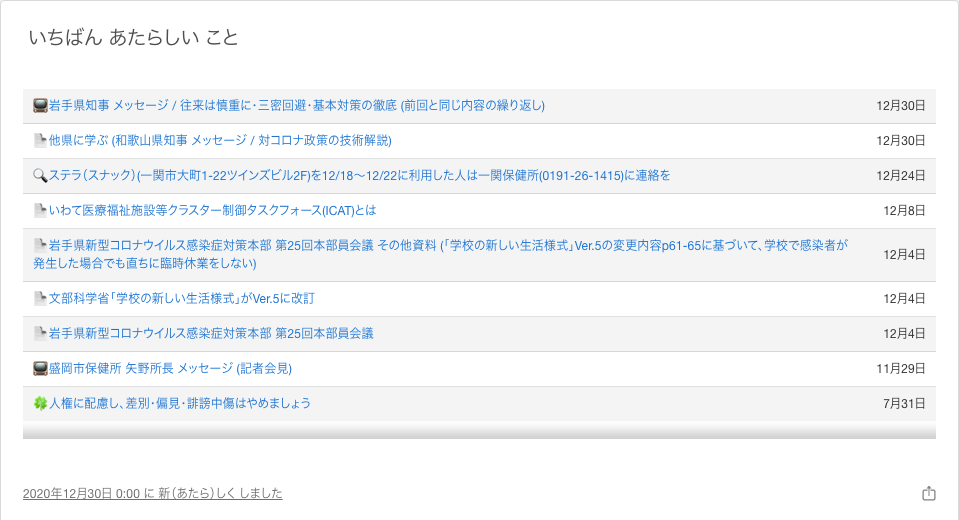 いちばん あたらしい こと
岩手県知事 メッセージ / 往来は慎重に・三密回避・基本対策の徹底 (前回と同じ内容の繰り返し) 12月30日
他県に学ぶ (和歌山県知事 メッセージ / 対コロナ政策の技術解説) 12月30日
ステラ（スナック）(一関市大町1-22ツインズビル2F)を12/18〜12/22に利用した人は一関保健所(0191-26-1415)に連絡を 12月24日
いわて医療福祉施設等クラスター制御タスクフォース(ICAT)とは 12月8日
岩手県新型コロナウイルス感染症対策本部 第25回本部員会議 その他資料 (「学校の新しい生活様式」Ver.5の変更内容p61-65に基づいて、学校で感染者が
発生した場合でも直ちに臨時休業をしない) 12月4日
文部科学省「学校の新しい生活様式」がVer.5に改訂 12月4日
岩手県新型コロナウイルス感染症対策本部 第25回本部員会議 12月4日
盛岡市保健所 矢野所長 メッセージ (記者会見) 11月29日
人権に配慮し、差別・偏見・誹謗中傷はやめましょう 7月31日
2020年12月30日 0:00 に 新（あたら）しく しました